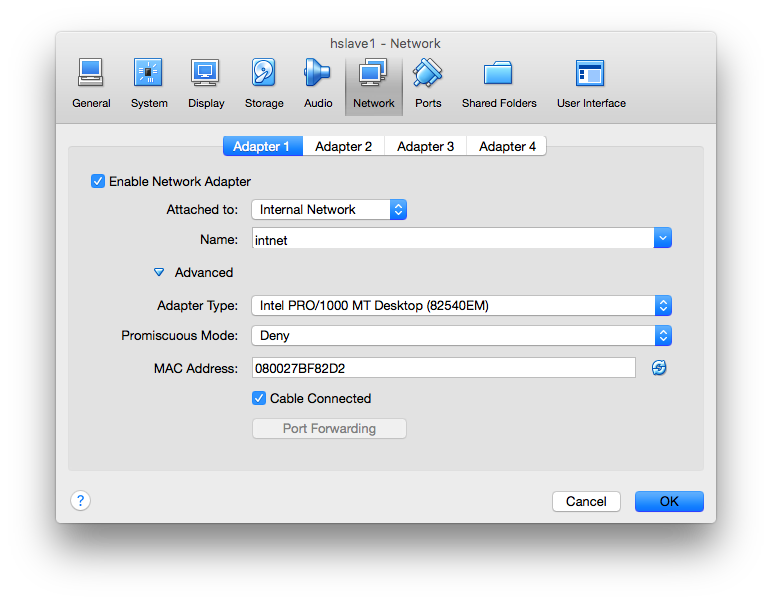 hslave1 - Network
General System Display Storage Audio Network Ports Shared Folders User Interface
Adapter 1 Adapter 2 Adapter 3 Adapter 4
Enable Network Adapter
Attached to: Internal Network
Name: intnet
Advanced
Adapter Type: Intel PRO/1000 MT Desktop (82540EM)
Promiscuous Mode: Deny
MAC Address: 080027BF82D2
Cable Connected
Port Forwarding
? Cancel OK